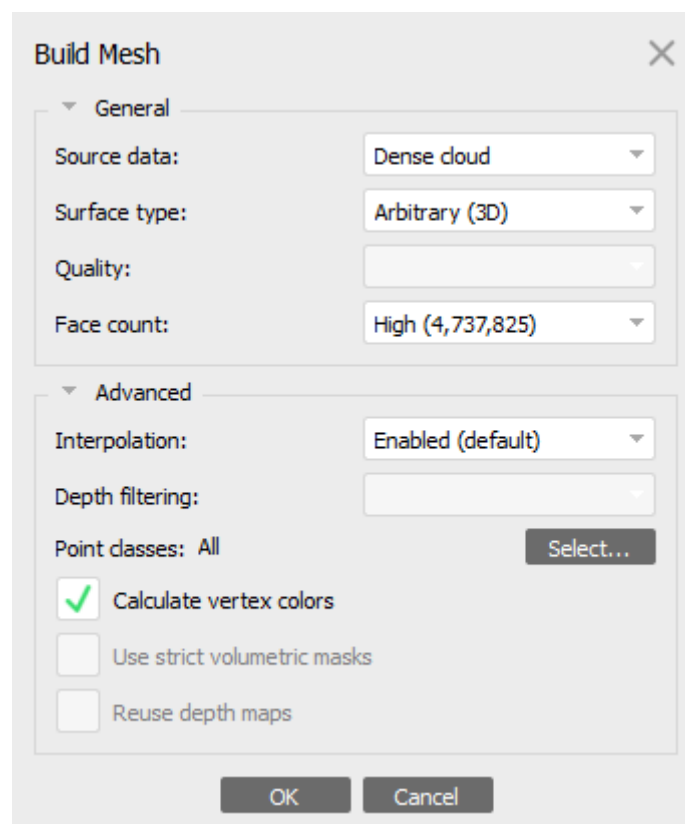 Build Mesh
General
Source data: Dense cloud
Surface type: Arbitrary (3D)
Quality:
Face count: High (4,737,825)
Advanced
Interpolation: Enabled (default)
Depth filtering:
Point classes: All Select...
Calculate vertex colors
Use strict volumetric masks
Reuse depth maps
OK Cancel